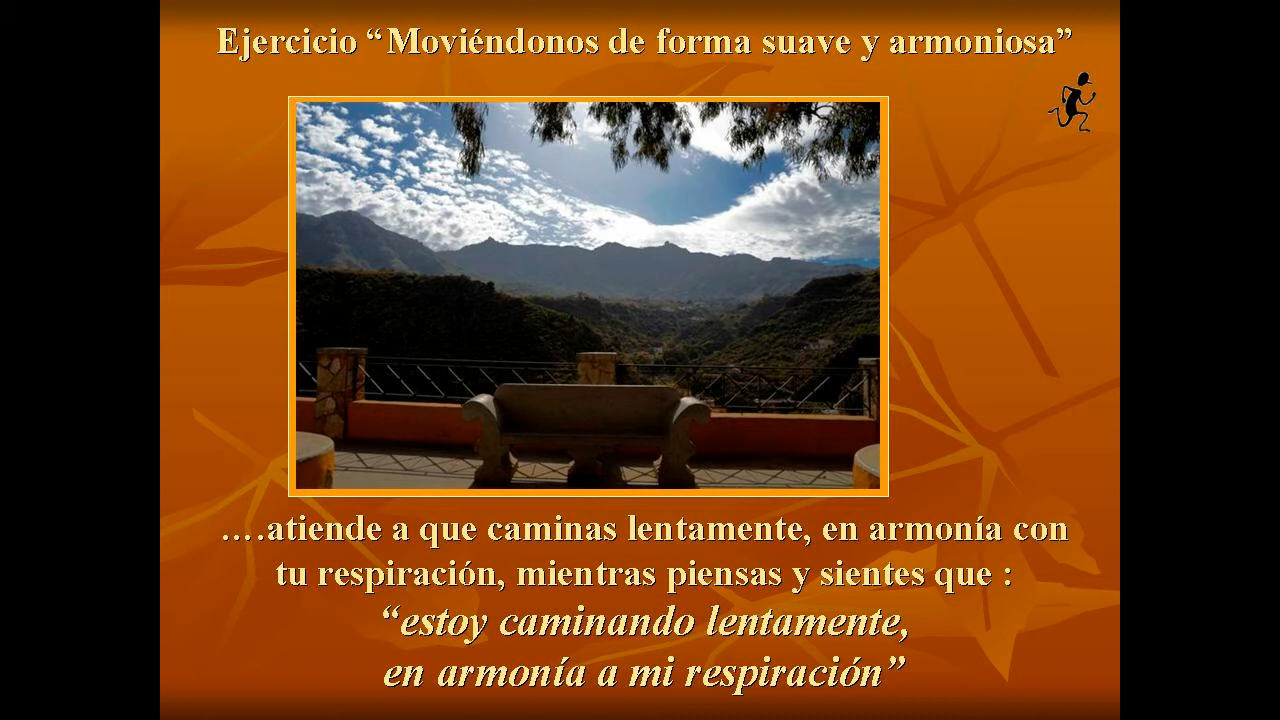 Ejercicio “Moviéndonos de forma suave y armoniosa”
….atiende a que caminas lentamente, en armonía con
tu respiración, mientras piensas y sientes que :
“estoy caminando lentamente,
en armonía a mi respiración”